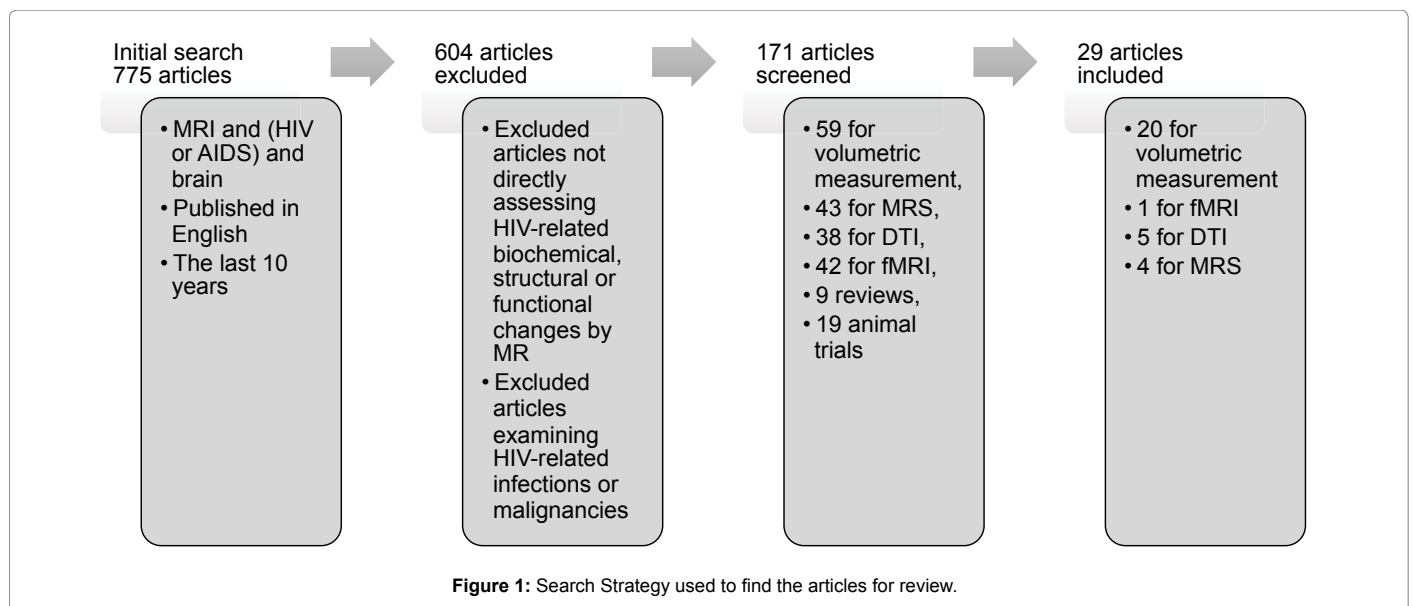 Initial search
775 articles
• MRI and (HIV
or AIDS) and
brain
• Published in
English
• The last 10
years
604 articles
excluded
• Excluded
articles not
directly
assessing
HIV-related
biochemical,
structural or
functional
changes by
MR
• Excluded
articles
examining
HIV-related
infections or
malignancies
171 articles
screened
• 59 for
volumetric
measurement,
• 43 for MRS,
• 38 for DTI,
• 42 for fMRI,
• 9 reviews,
• 19 animal
trials
29 articles
included
• 20 for
volumetric
measurement
• 1 for fMRI
• 5 for DTI
• 4 for MRS
Figure 1: Search Strategy used to find the articles for review.